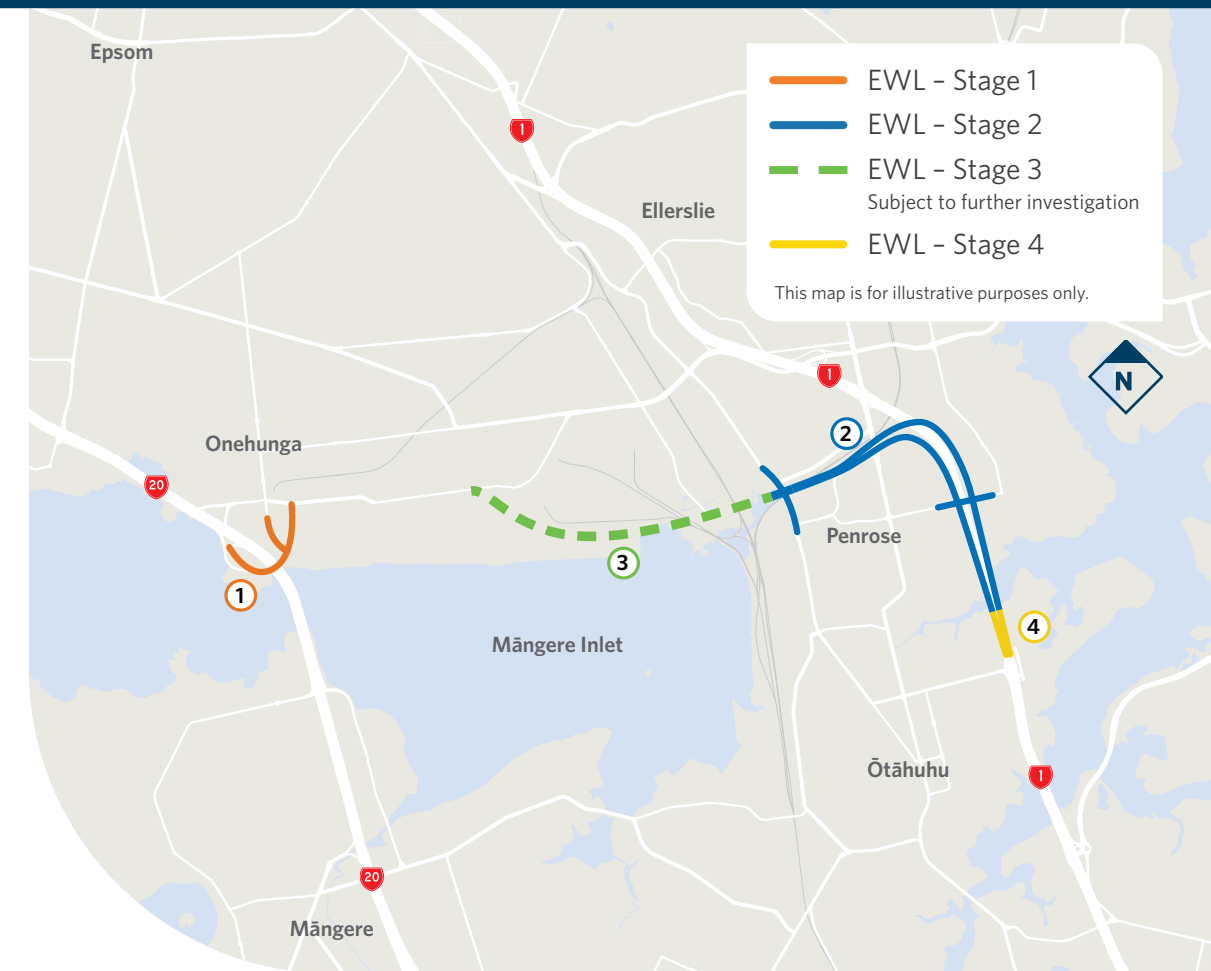 Epsom
EWL – Stage 1
EWL – Stage 2
1
EWL – Stage 3
Subject to further investigation
Ellerslie
EWL – Stage 4
This map is for illustrative purposes only.
1
N
2
Onehunga
20
Penrose
3
1
4
Māngere Inlet
Ōtāhuhu
1
20
Māngere